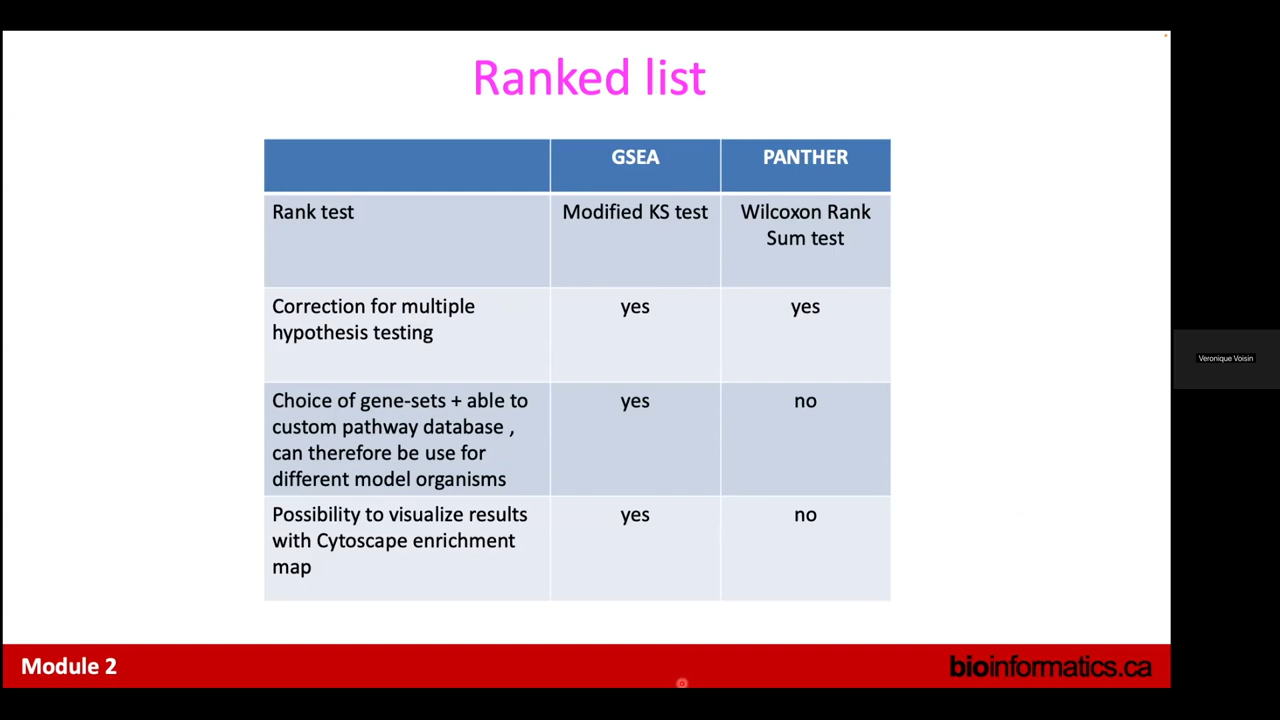 Ranked list
GSEA
PANTHER
Rank test
Modified KS test
Wilcoxon Rank
Sum test
Correction for multiple
hypothesis testing
yes
yes
Choice of gene-sets + able to
custom pathway database ,
can therefore be use for
different model organisms
yes
no
Possibility to visualize results
with Cytoscape enrichment
map
yes
no
Veronique Voisin
Module 2
bioinformatics.ca